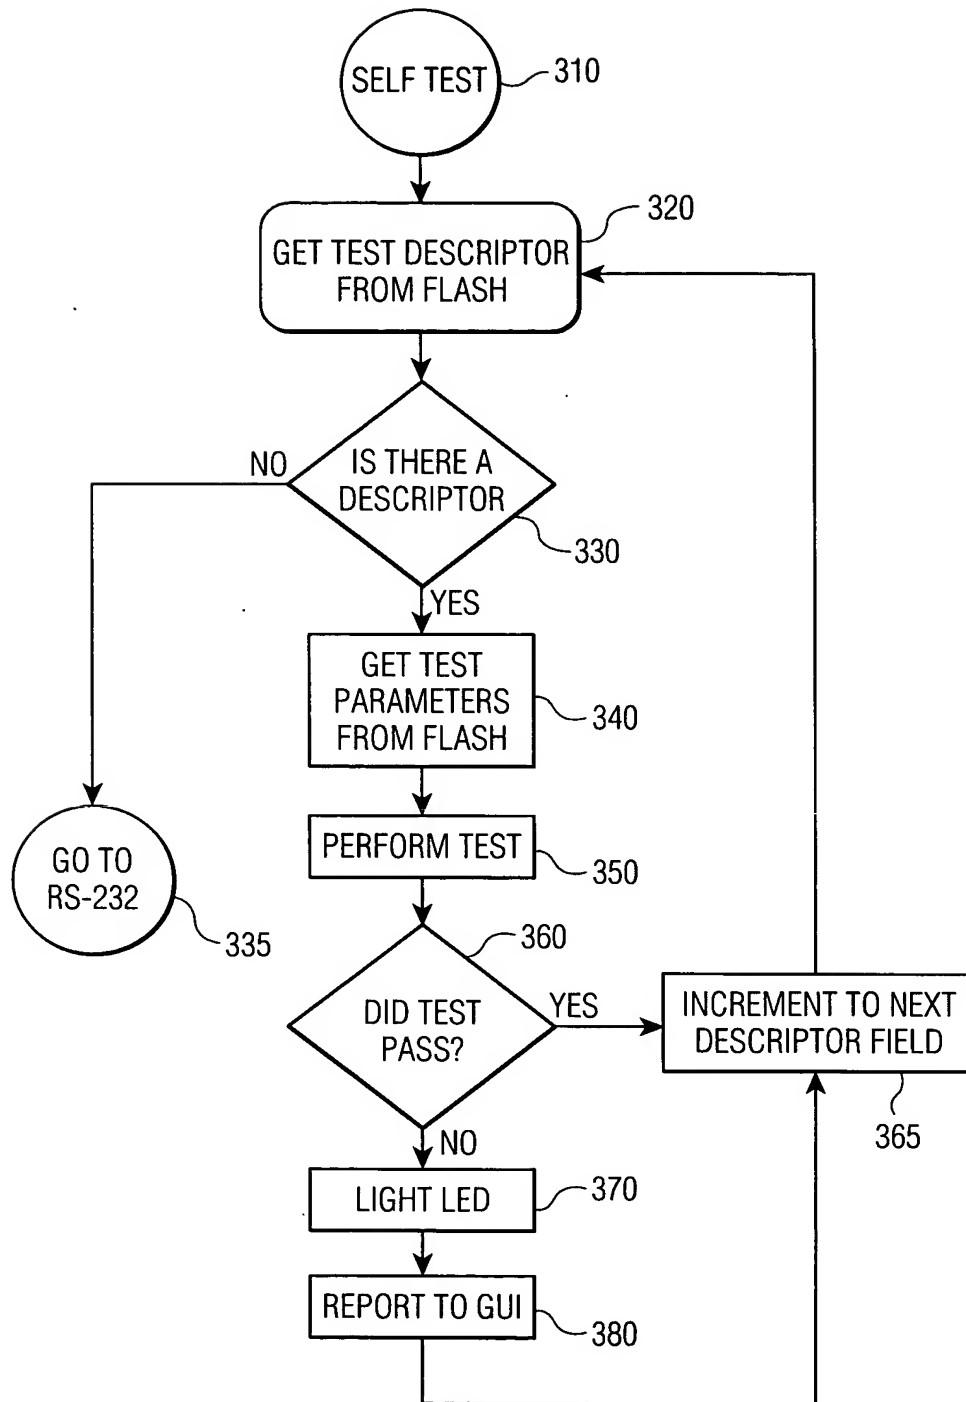 SELF TEST
310
320
GET TEST DESCRIPTOR
FROM FLASH
NO
IS THERE A
DESCRIPTOR
330
YES
GET TEST
PARAMETERS
FROM FLASH
340
PERFORM TEST
350
GO TO
RS-232
335
360
DID TEST
PASS?
YES
INCREMENT TO NEXT
DESCRIPTOR FIELD
365
NO
LIGHT LED
370
REPORT TO GUI
380